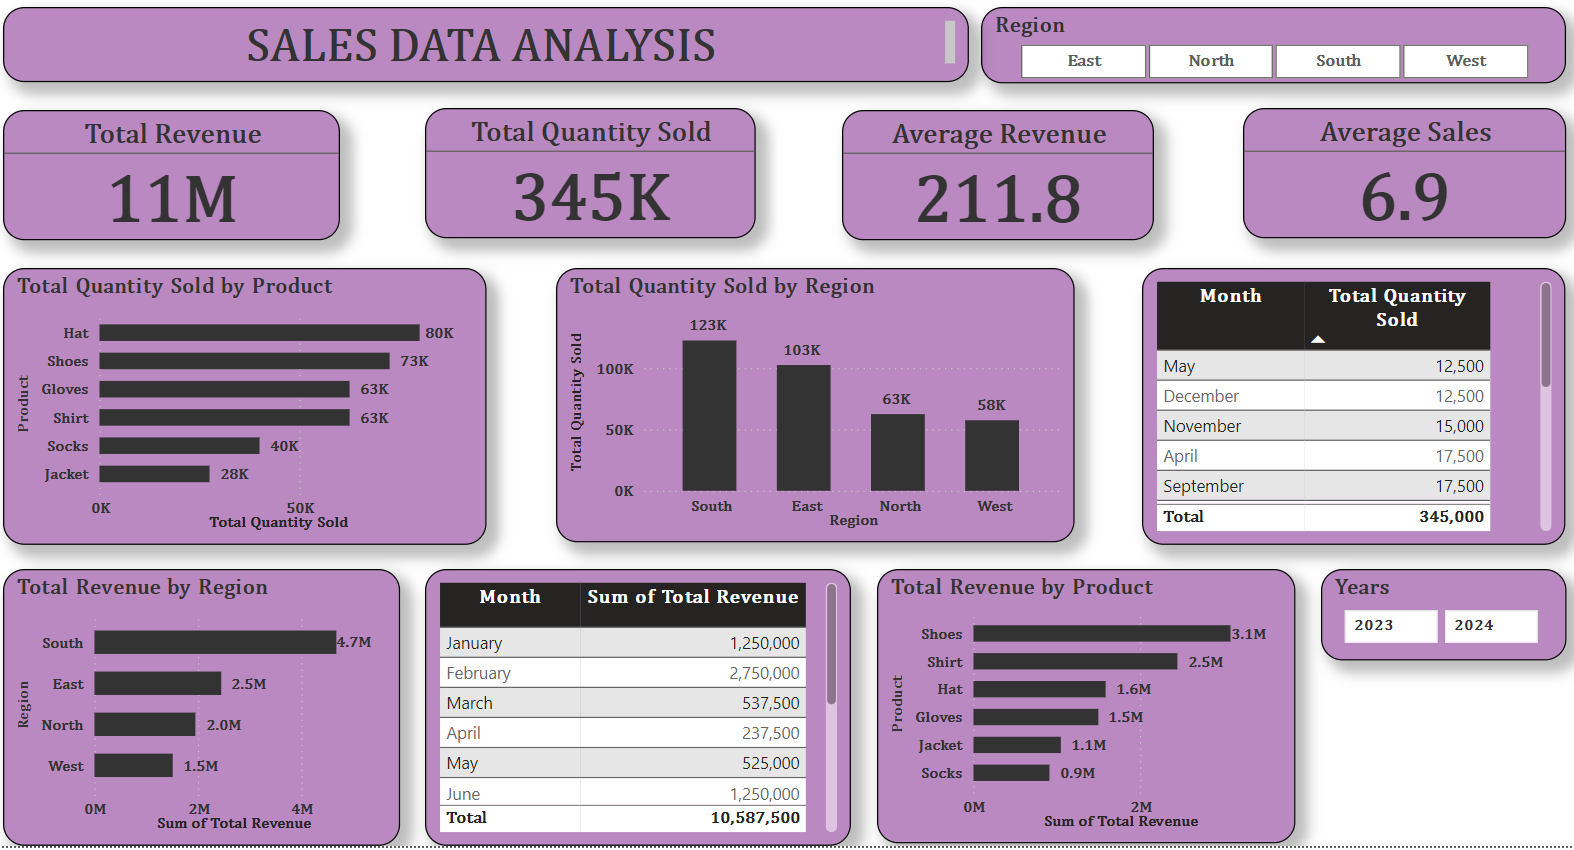 SALES DATA ANALYSIS
Region
East North South West
Total Revenue
11M
Total Quantity Sold
345K
Average Revenue
211.8
Average Sales
6.9
Total Quantity Sold by Product
Product
Hat 80K
Shoes 73K
Gloves 63K
Shirt 63K
Socks 40K
Jacket 28K
0K 50K
Total Quantity Sold
Total Quantity Sold by Region
Total Quantity Sold
123K
103K
63K
58K
100K
50K
0K
South East North West
Region
Month Total Quantity Sold
May 12,500
December 12,500
November 15,000
April 17,500
September 17,500
Total 345,000
Total Revenue by Region
Region
South 4.7M
East 2.5M
North 2.0M
West 1.5M
0M 2M 4M
Sum of Total Revenue
Month Sum of Total Revenue
January 1,250,000
February 2,750,000
March 537,500
April 237,500
May 525,000
June 1,250,000
Total 10,587,500
Total Revenue by Product
Product
Shoes 3.1M
Shirt 2.5M
Hat 1.6M
Gloves 1.5M
Jacket 1.1M
Socks 0.9M
0M 2M
Sum of Total Revenue
Years
2023 2024